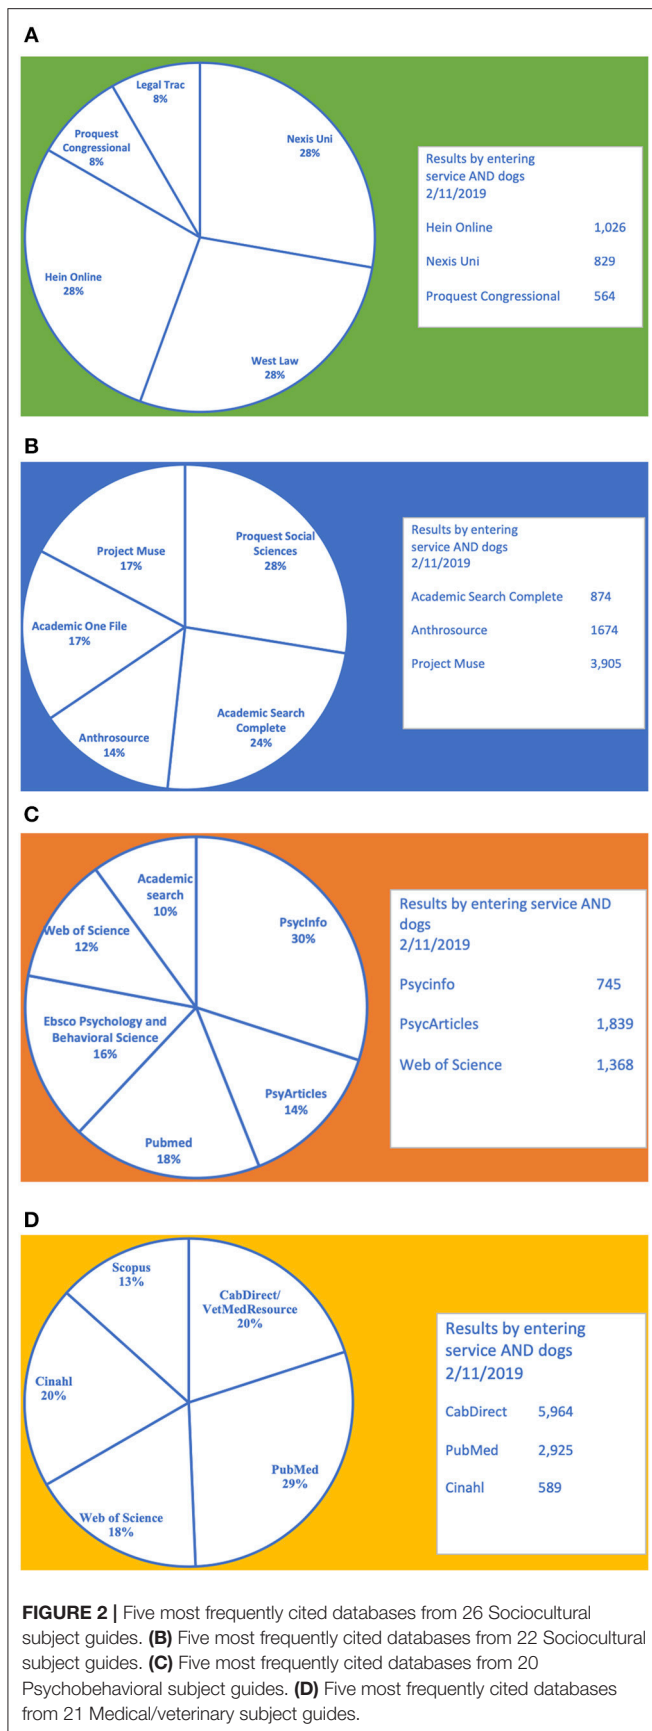 A
Legal Trac
8%
Proquest
Congressional
8%
Nexis Uni
28%
Hein Online
28%
West Law
28%
Results by entering
service AND dogs
2/11/2019
Hein Online 1,026
Nexis Uni 829
Proquest Congressional 564
B
Project Muse
17%
Proquest Social
Sciences
28%
Academic One File
17%
Anthrosource
14%
Academic Search
Complete
24%
Results by entering
service AND dogs
2/11/2019
Academic Search Complete 874
Anthrosource 1674
Project Muse 3,905
C
Academic
search
10%
PsycInfo
30%
Web of Science
12%
Ebsco Psychology and
Behavioral Science
16%
PsyArticles
14%
Pubmed
18%
Results by entering service AND
dogs
2/11/2019
Psycinfo 745
PsycArticles 1,839
Web of Science 1,368
D
Scopus
13%
CabDirect/
VetMedResource
20%
Cinahl
20%
PubMed
29%
Web of Science
18%
Results by entering
service AND dogs
2/11/2019
CabDirect 5,964
PubMed 2,925
Cinahl 589
FIGURE 2 | Five most frequently cited databases from 26 Sociocultural
subject guides. (B) Five most frequently cited databases from 22 Sociocultural
subject guides. (C) Five most frequently cited databases from 20
Psychobehavioral subject guides. (D) Five most frequently cited databases
from 21 Medical/veterinary subject guides.